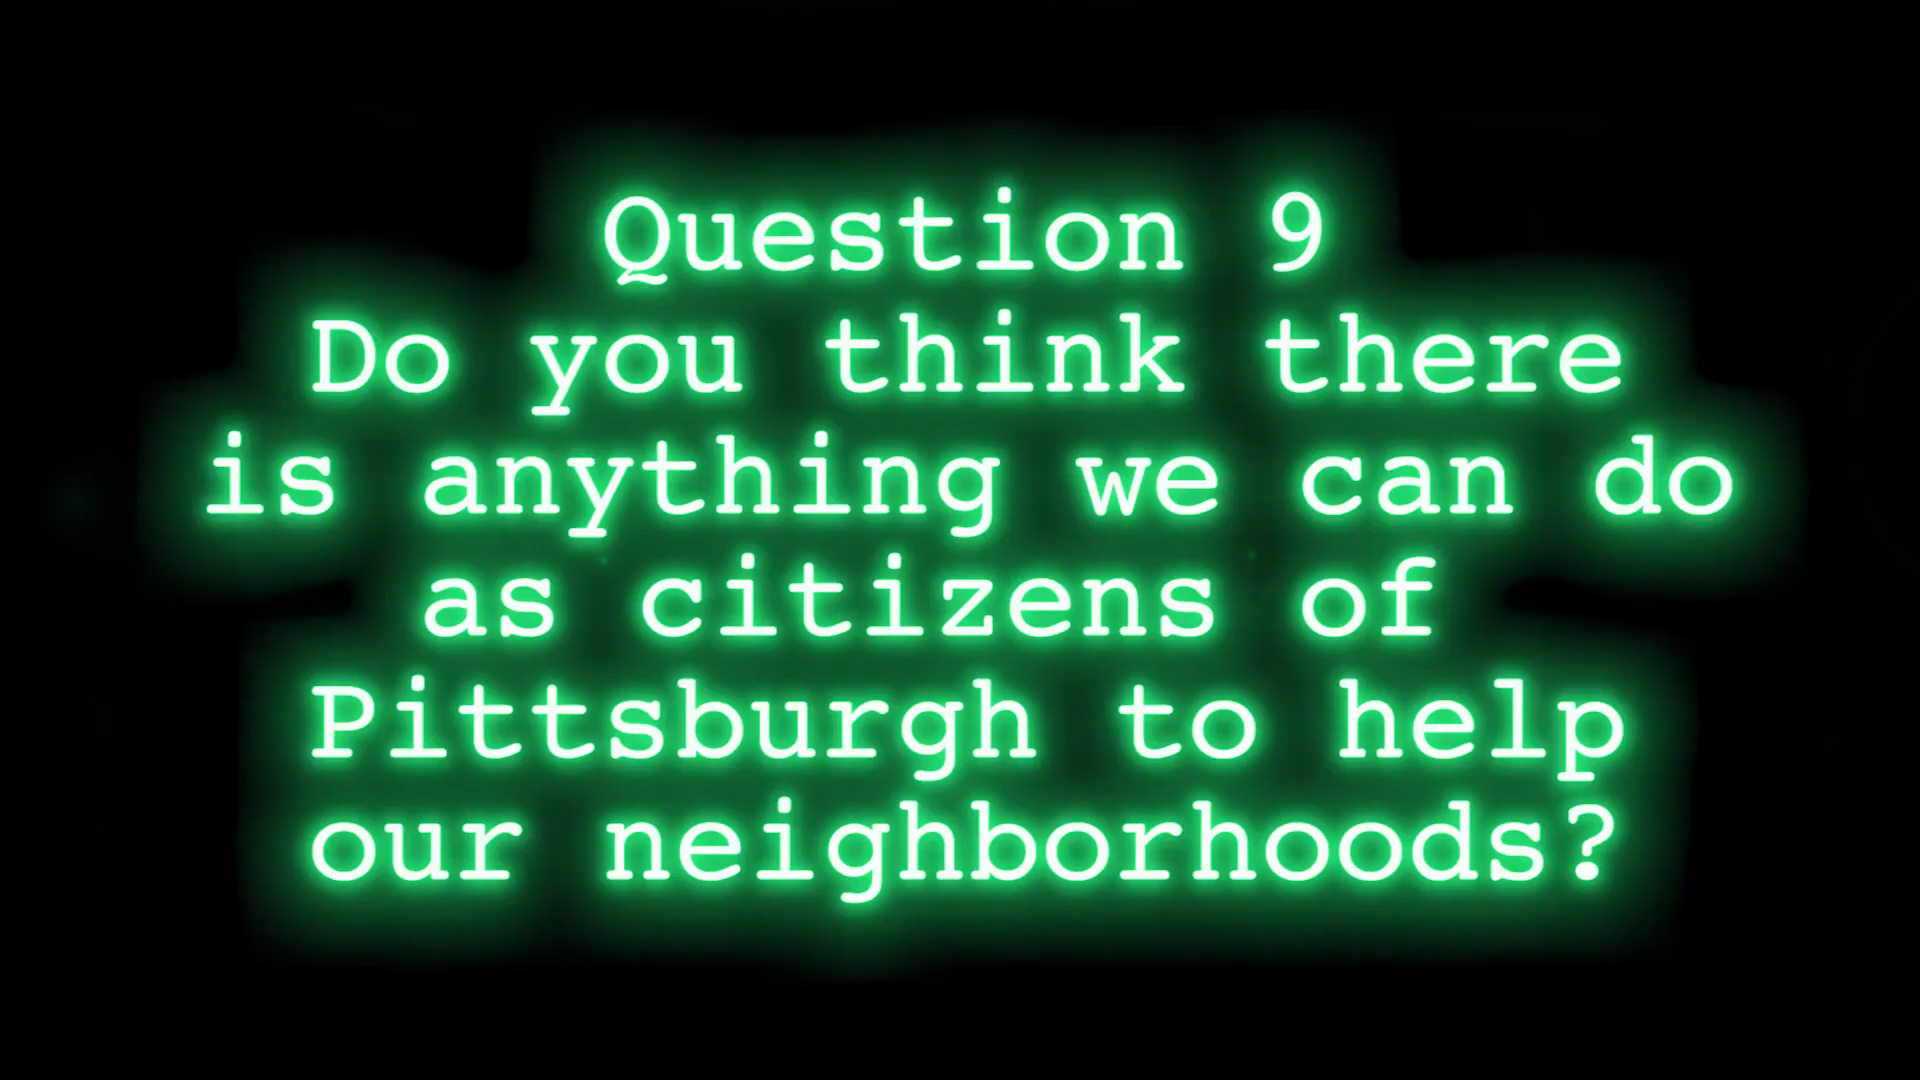 Question 9
Do you think there
is anything we can do
as citizens of
Pittsburgh to help
our neighborhoods?